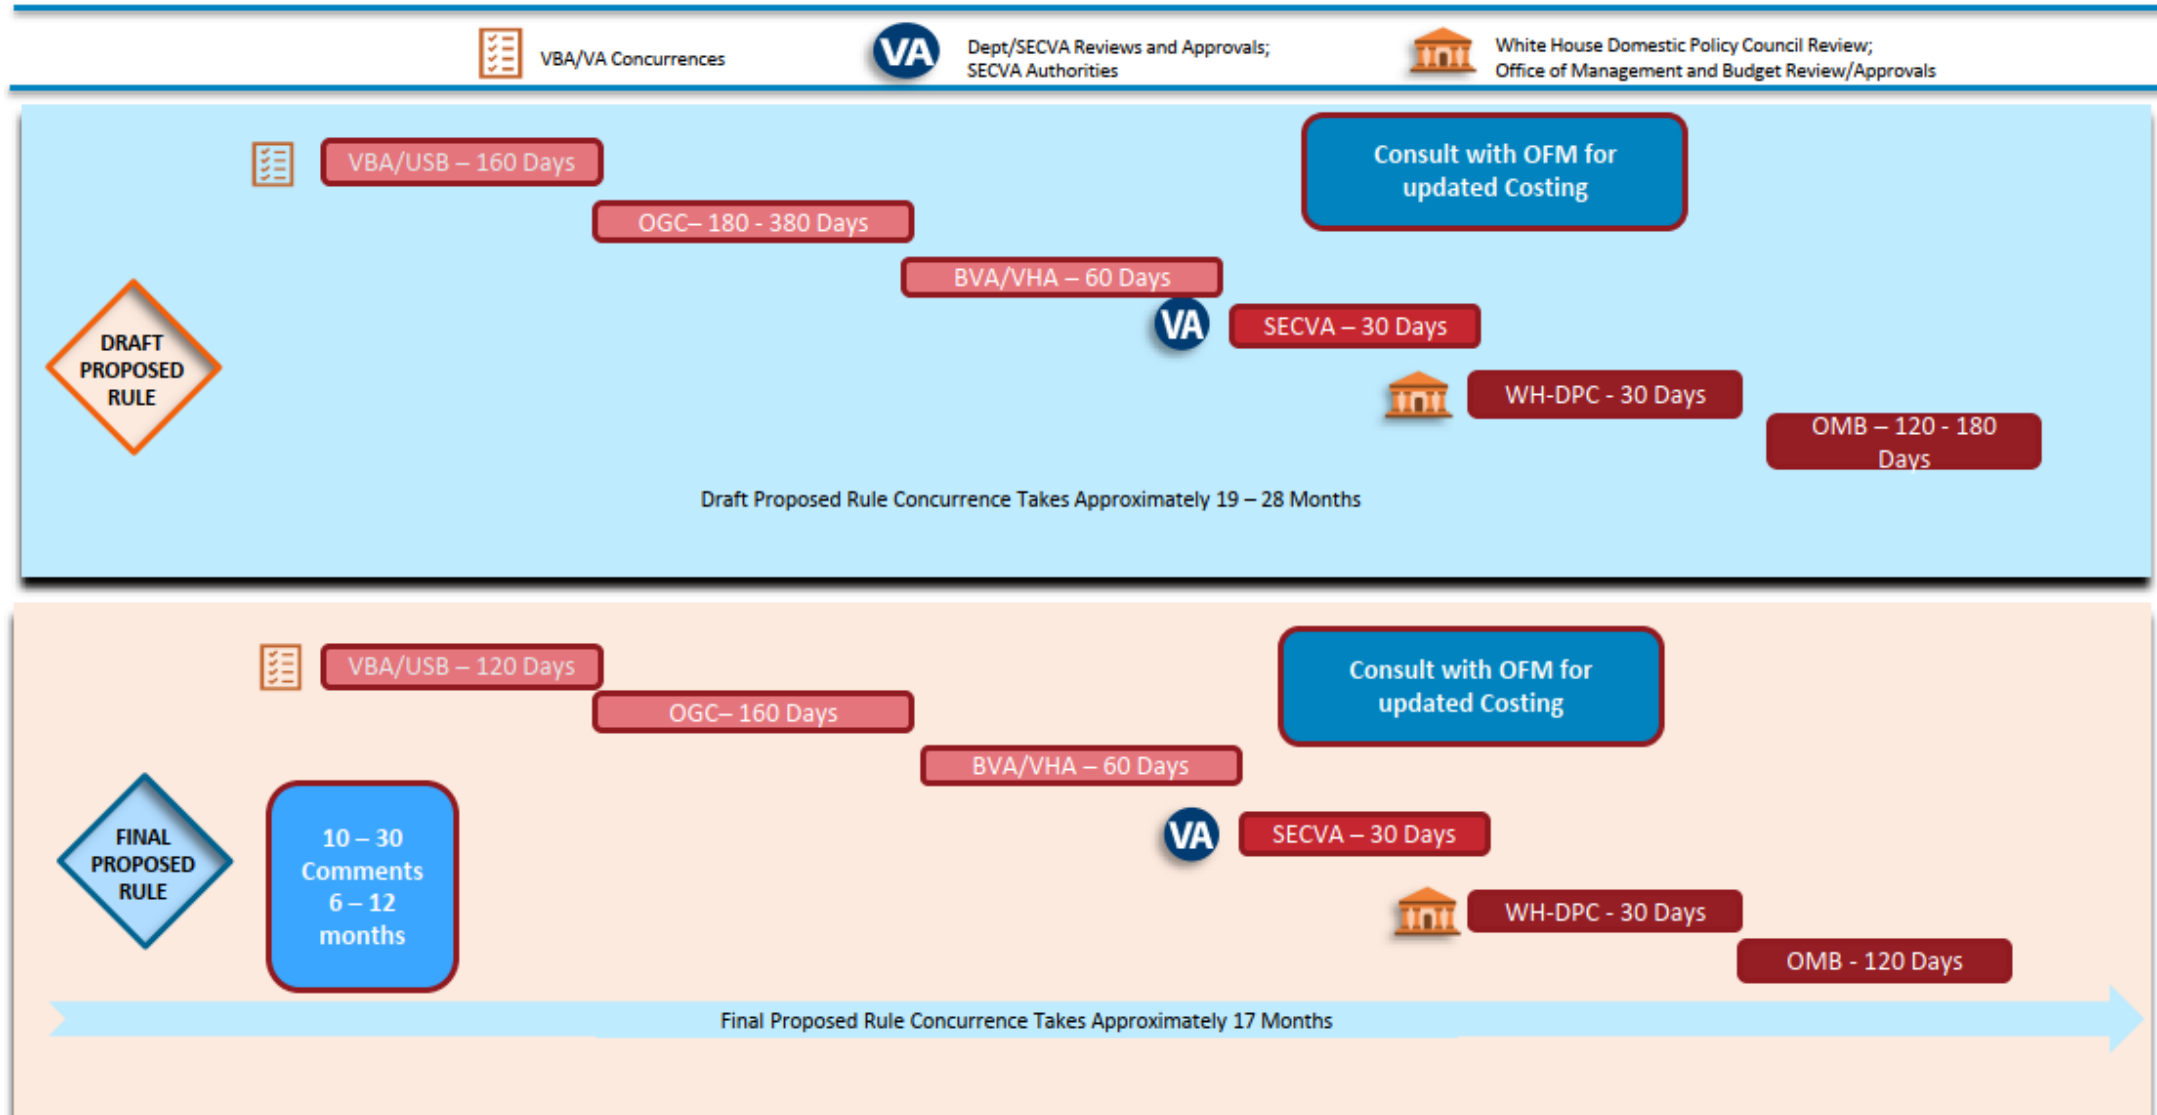 VBA/VA Concurrences
VA
Dept/SECVA Reviews and Approvals;
SECVA Authorities
White House Domestic Policy Council Review;
Office of Management and Budget Review/Approvals
VBA/USB – 160 Days
Consult with OFM for
updated Costing
OGC– 180 - 380 Days
BVA/VHA – 60 Days
VA
SECVA – 30 Days
DRAFT
PROPOSED
RULE
WH-DPC - 30 Days
OMB – 120 - 180
Days
Draft Proposed Rule Concurrence Takes Approximately 19 – 28 Months
VBA/USB – 120 Days
Consult with OFM for
updated Costing
OGC– 160 Days
BVA/VHA – 60 Days
VA
SECVA – 30 Days
FINAL
PROPOSED
RULE
10 – 30
Comments
6 – 12
months
WH-DPC - 30 Days
OMB - 120 Days
Final Proposed Rule Concurrence Takes Approximately 17 Months